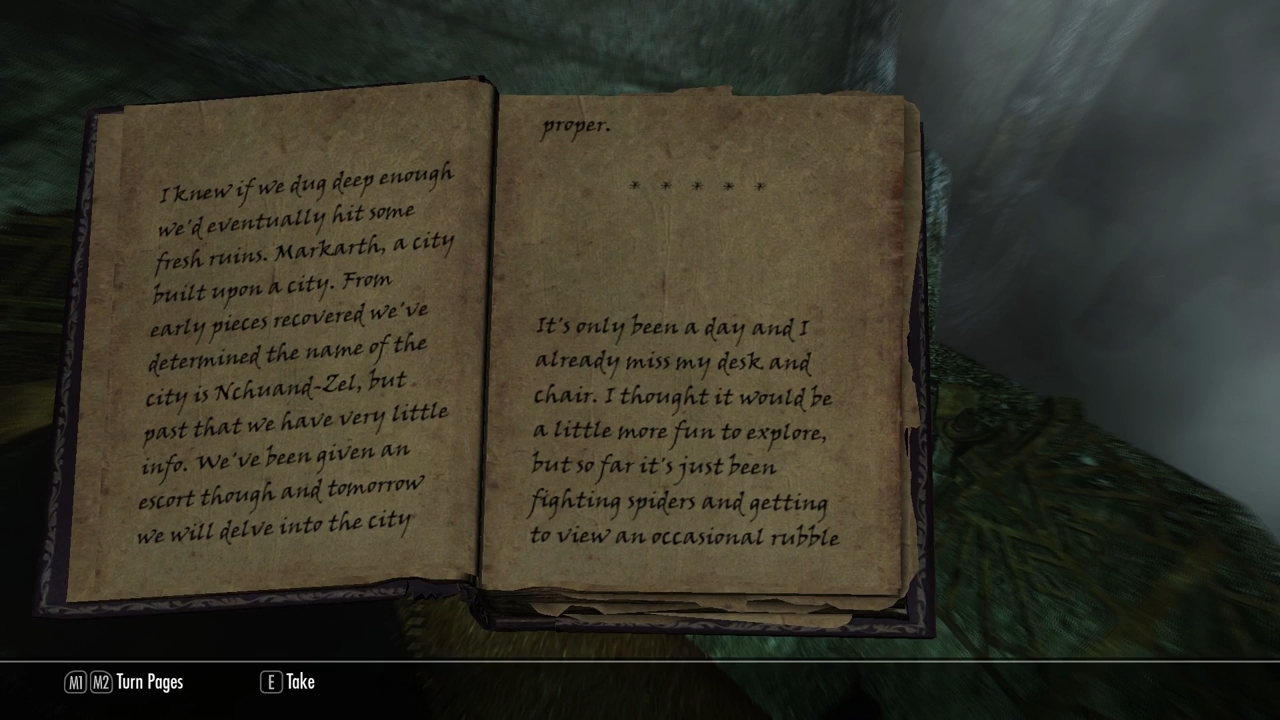 I knew if we dug deep enough
we'd eventually hit some
fresh ruins. Markarth, a city
built upon a city. From
early pieces recovered we've
determined the name of the
city is Nchuand-Zel, but
past that we have very little
info. We've been given an
escort though and tomorrow
we will delve into the city
proper.
* * * * *
It's only been a day and I
already miss my desk and
chair. I thought it would be
a little more fun to explore,
but so far it's just been
fighting spiders and getting
to view an occasional rubble
M1 M2 Turn Pages
E Take